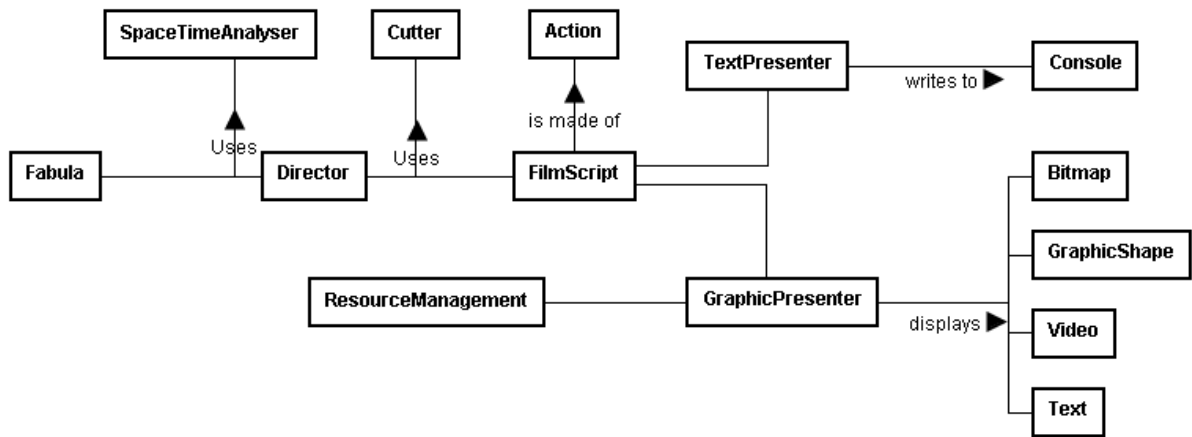 SpaceTimeAnalyser
Cutter
Action
TextPresenter
writes to
Console
Uses
Uses
is made of
Fabula
Director
FilmScript
Bitmap
GraphicShape
ResourceManagement
GraphicPresenter
displays
Video
Text